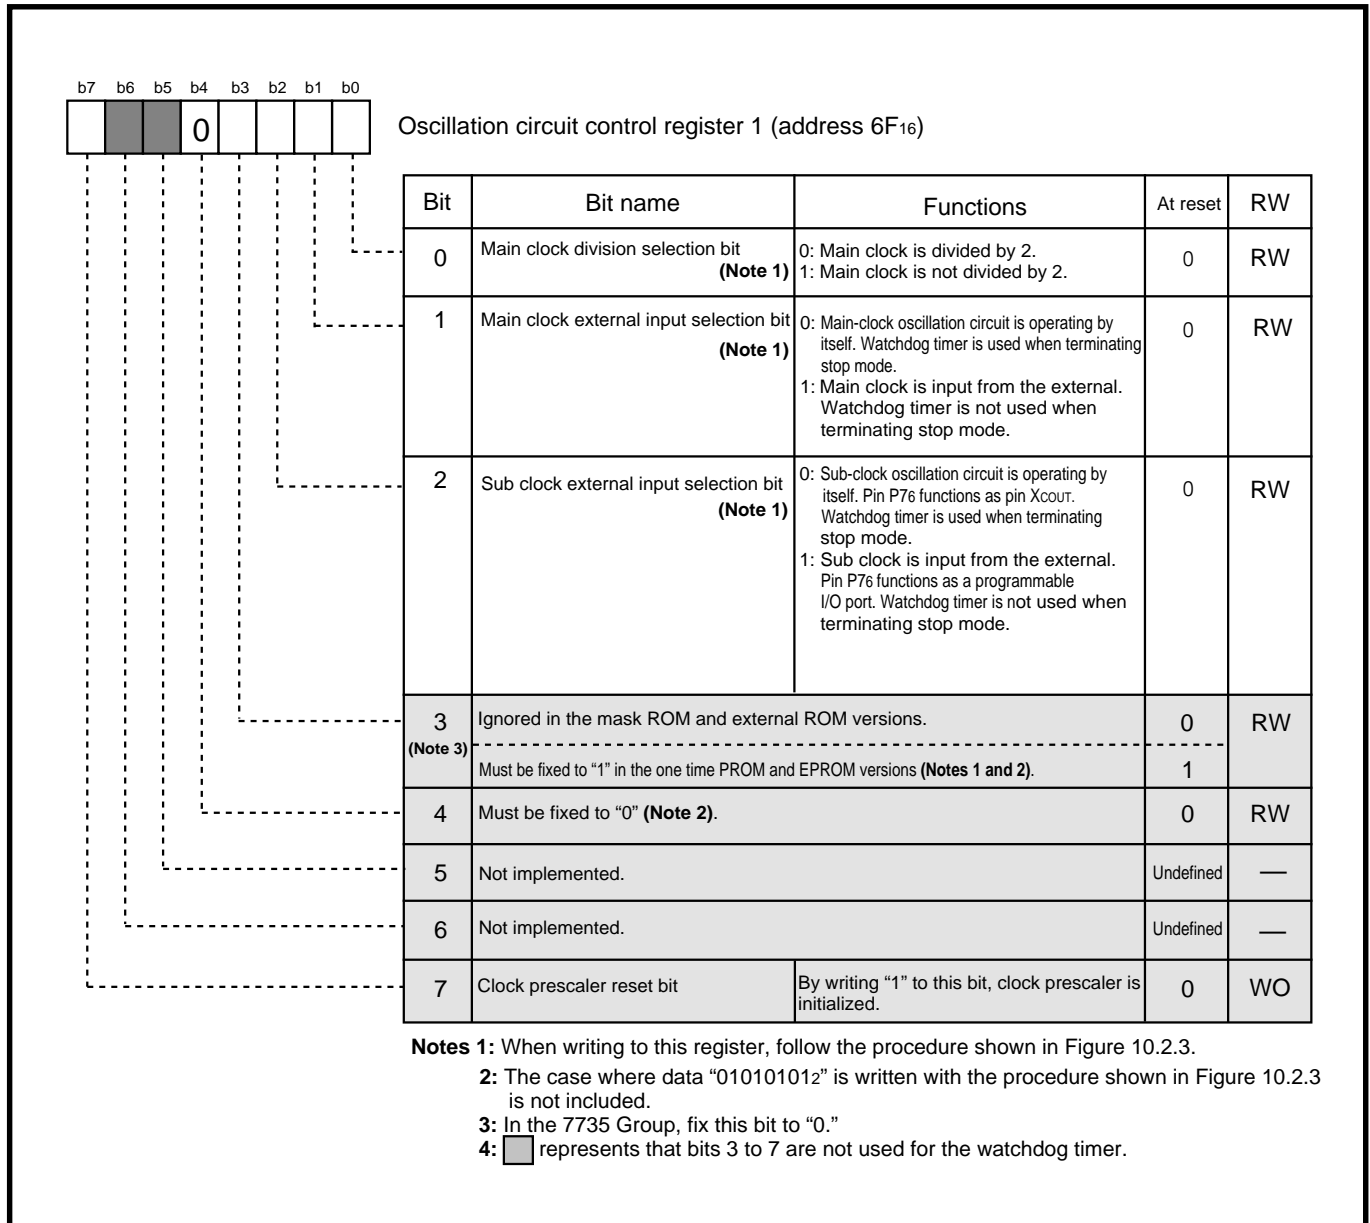 b7 b6 b5 b4 b3 b2 b1 b0
0
Oscillation circuit control register 1 (address 6F16)
Bit Bit name Functions At reset RW
0 Main clock division selection bit (Note 1) 0: Main clock is divided by 2. 0 RW
1: Main clock is not divided by 2.
1 Main clock external input selection bit (Note 1) 0: Main-clock oscillation circuit is operating by 0 RW
itself. Watchdog timer is used when terminating
stop mode.
1: Main clock is input from the external.
Watchdog timer is not used when
terminating stop mode.
2 Sub clock external input selection bit (Note 1) 0: Sub-clock oscillation circuit is operating by 0 RW
itself. Pin P76 functions as pin XCOUT.
Watchdog timer is used when terminating
stop mode.
1: Sub clock is input from the external.
Pin P76 functions as a programmable
I/O port. Watchdog timer is not used when
terminating stop mode.
3 (Note 3) Ignored in the mask ROM and external ROM versions. 0 RW
Must be fixed to “1” in the one time PROM and EPROM versions (Notes 1 and 2). 1
4 Must be fixed to “0” (Note 2). 0 RW
5 Not implemented. Undefined —
6 Not implemented. Undefined —
7 Clock prescaler reset bit By writing “1” to this bit, clock prescaler is 0 WO
initialized.
Notes 1: When writing to this register, follow the procedure shown in Figure 10.2.3.
2: The case where data “010101012” is written with the procedure shown in Figure 10.2.3
is not included.
3: In the 7735 Group, fix this bit to “0.”
4: represents that bits 3 to 7 are not used for the watchdog timer.